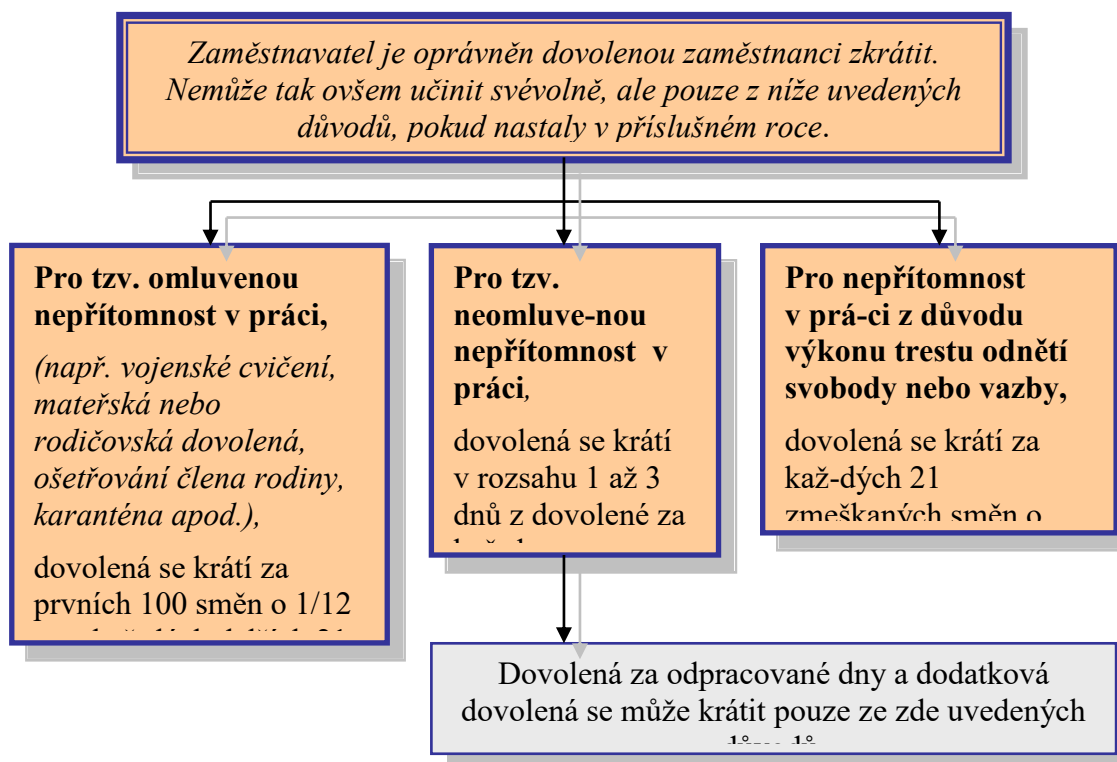 Zaměstnavatel je oprávněn dovolenou zaměstnanci zkrátit.
Nemůže tak ovšem učinit svévolně, ale pouze z níže uvedených
důvodů, pokud nastaly v příslušném roce.
Pro tzv. omluvenou
nepřítomnost v práci,
(např. vojenské cvičení,
mateřská nebo
rodičovská dovolená,
ošetřování člena rodiny,
karanténa apod.),
dovolená se krátí za
prvních 100 směn o 1/12
Pro tzv.
neomluve-nou
nepřítomnost v
práci,
dovolená se krátí
v rozsahu 1 až 3
dnů z dovolené za
Pro nepřítomnost
v prá-ci z důvodu
výkonu trestu odnětí
svobody nebo vazby,
dovolená se krátí za
kaž-dých 21
zmeškaných směn o
Dovolená za odpracované dny a dodatková
dovolená se může krátit pouze ze zde uvedených